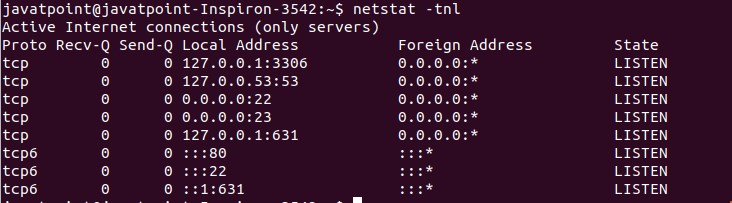 javatpoint@javatpoint-Inspiron-3542:~$ netstat -tnl
Active Internet connections (only servers)
Proto Recv-Q Send-Q Local Address           Foreign Address         State
tcp        0      0 127.0.0.1:3306          0.0.0.0:*               LISTEN
tcp        0      0 127.0.0.53:53           0.0.0.0:*               LISTEN
tcp        0      0 0.0.0.0:22              0.0.0.0:*               LISTEN
tcp        0      0 0.0.0.0:23              0.0.0.0:*               LISTEN
tcp        0      0 127.0.0.1:631           0.0.0.0:*               LISTEN
tcp6       0      0 :::80                   :::*                    LISTEN
tcp6       0      0 :::22                   :::*                    LISTEN
tcp6       0      0 ::1:631                 :::*                    LISTEN